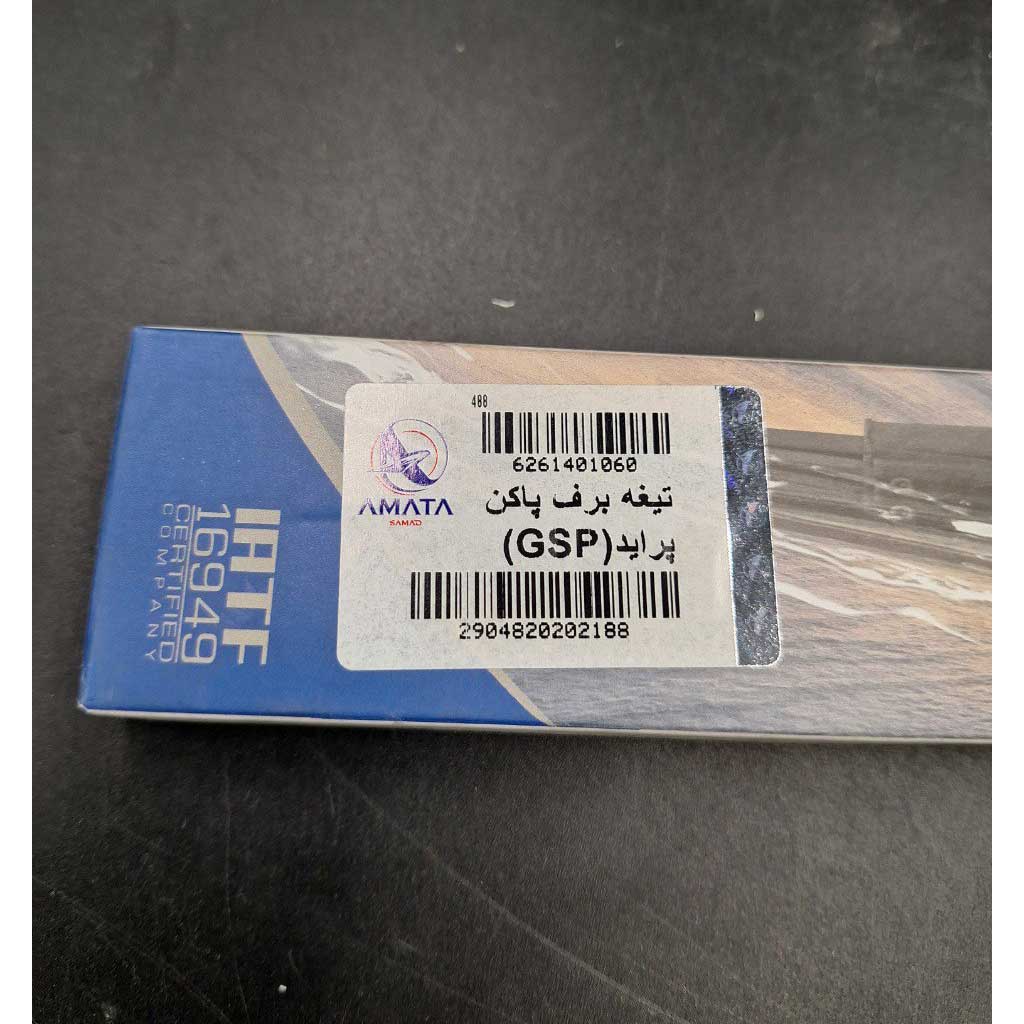 488
6261401060
AMATA
SAMAD
تیغه برف پاکن
پراید(GSP)
2904820202188
IATF
16949
CERTIFIED
COMPANY